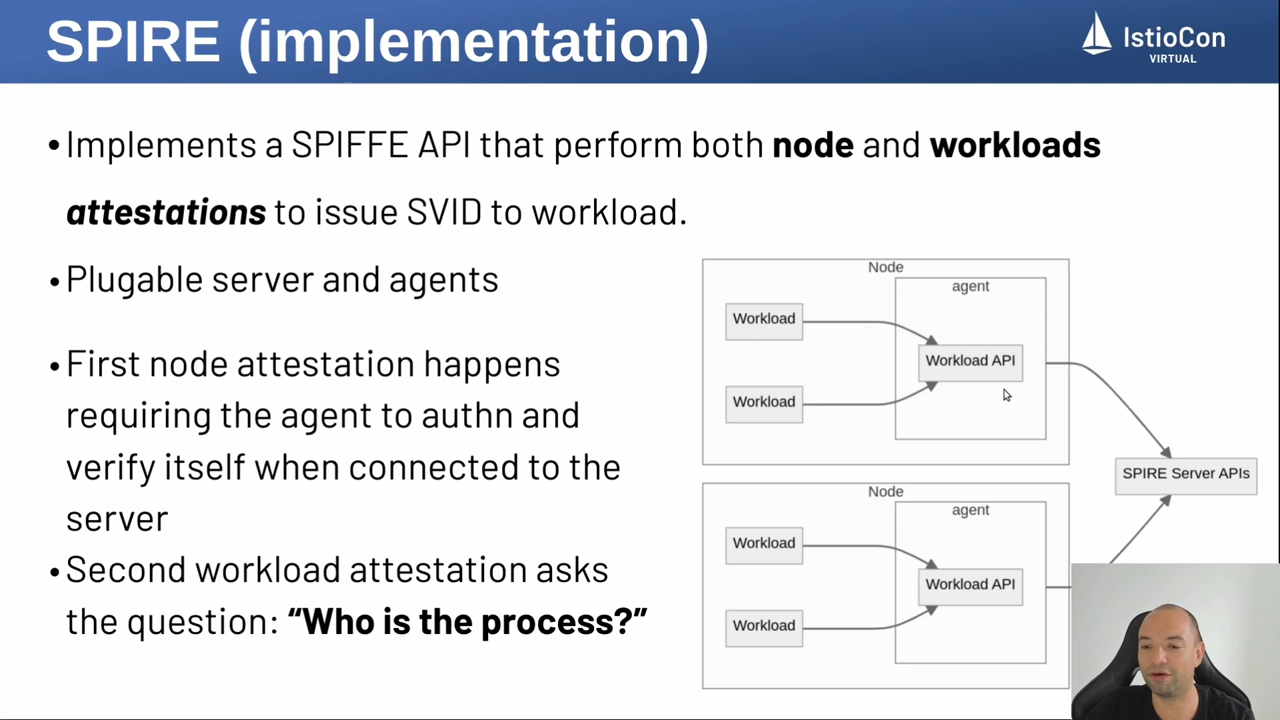 SPIRE (implementation)
IstioCon
VIRTUAL
• Implements a SPIFFE API that perform both node and workloads
attestations to issue SVID to workload.
• Plugable server and agents
• First node attestation happens
requiring the agent to authn and
verify itself when connected to the
server
• Second workload attestation asks
the question: “Who is the process?”
Node
agent
Workload
Workload API
Workload
SPIRE Server APIs
Node
agent
Workload
Workload API
Workload